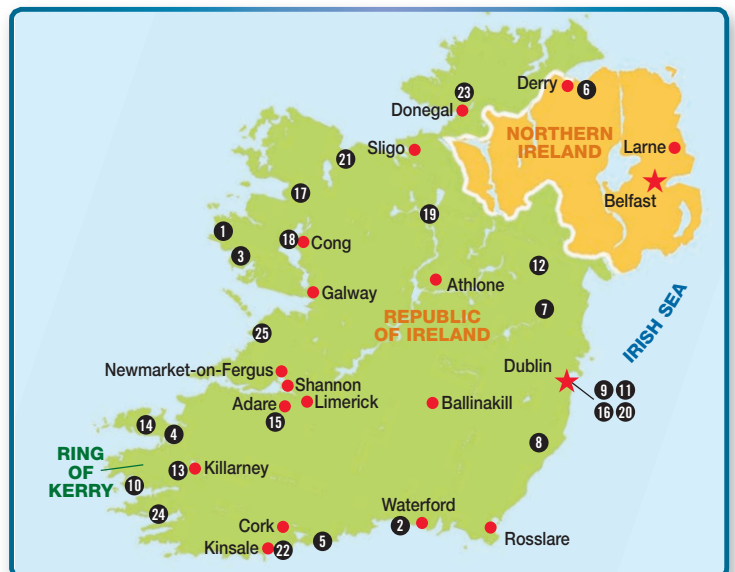 23
Derry
6
Donegal
NORTHERN
IRELAND
Sligo
Larne
21
Belfast
17
19
1
18
Cong
3
12
Athlone
Galway
7
REPUBLIC
OF IRELAND
IRISH SEA
25
Dublin
Newmarket-on-Fergus
Shannon
9
11
Adare
Limerick
Ballinakill
16
20
15
14
4
8
RING
OF
KERRY
13
Killarney
10
Waterford
24
Cork
2
Rosslare
5
Kinsale
22